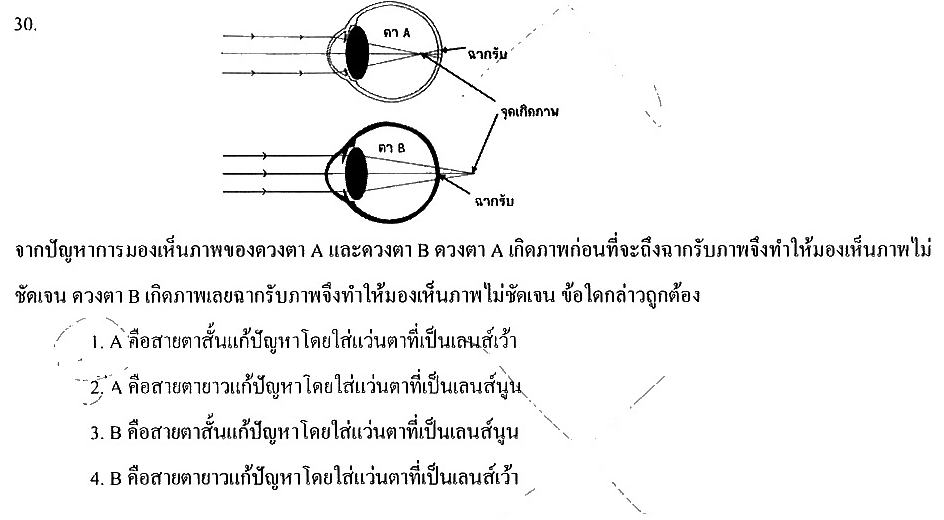 30.
ตา A
ฉากรับ
จุดเกิดภาพ
ตา B
ฉากรับ
จากปัญหาการมองเห็นภาพของดวงตา A และดวงตา B ดวงตา A เกิดภาพก่อนที่จะถึงฉากรับภาพจึงทำให้มองเห็นภาพไม่
ชัดเจน ดวงตา B เกิดภาพเลยฉากรับภาพจึงทำให้มองเห็นภาพไม่ชัดเจน ข้อใดกล่าวถูกต้อง
1. A คือสายตาสั้นแก้ปัญหาโดยใส่แว่นตาที่เป็นเลนส์เว้า
2. A คือสายตายาวแก้ปัญหาโดยใส่แว่นตาที่เป็นเลนส์นูน
3. B คือสายตาสั้นแก้ปัญหาโดยใส่แว่นตาที่เป็นเลนส์นูน
4. B คือสายตายาวแก้ปัญหาโดยใส่แว่นตาที่เป็นเลนส์เว้า